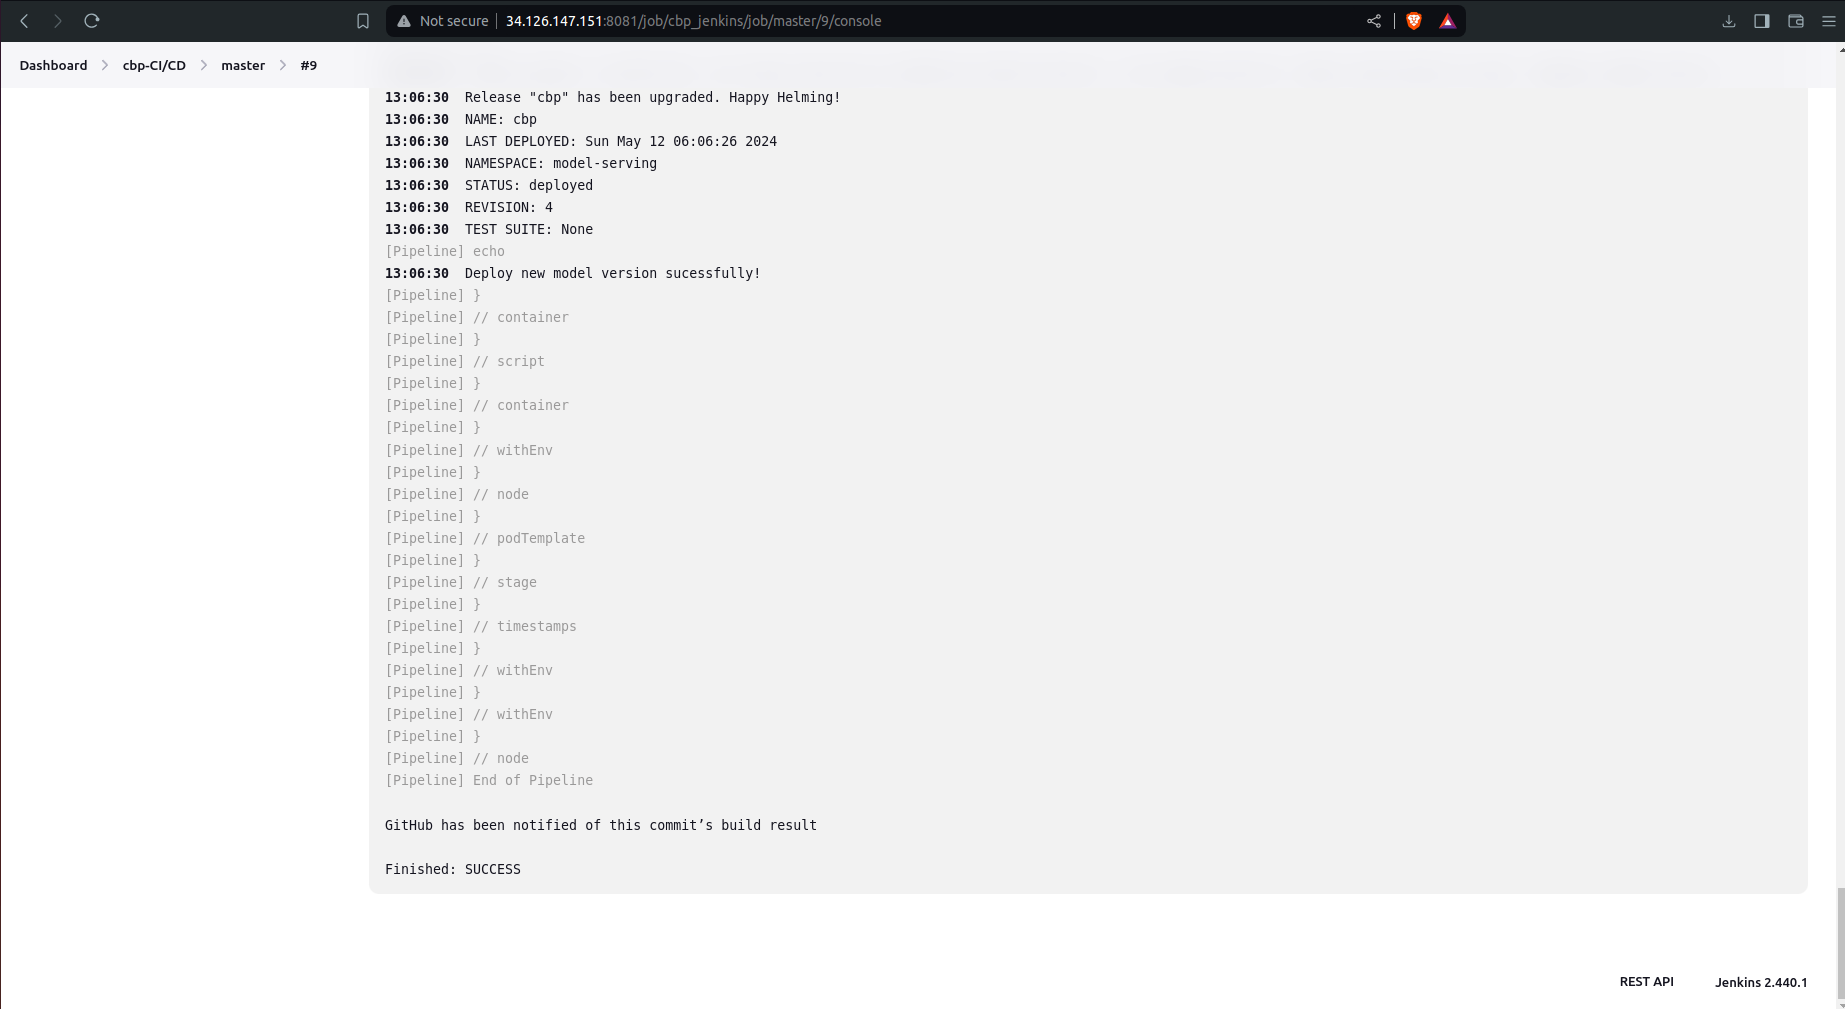 Not secure 34.126.147.151:8081/job/cbp_jenkins/job/master/9/console
Dashboard cbp-CI/CD master #9
13:06:30 Release "cbp" has been upgraded. Happy Helming!
13:06:30 NAME: cbp
13:06:30 LAST DEPLOYED: Sun May 12 06:06:26 2024
13:06:30 NAMESPACE: model-serving
13:06:30 STATUS: deployed
13:06:30 REVISION: 4
13:06:30 TEST SUITE: None
[Pipeline] echo
13:06:30 Deploy new model version sucessfully!
[Pipeline] }
[Pipeline] // container
[Pipeline] }
[Pipeline] // script
[Pipeline] }
[Pipeline] // container
[Pipeline] }
[Pipeline] // withEnv
[Pipeline] }
[Pipeline] // node
[Pipeline] }
[Pipeline] // podTemplate
[Pipeline] }
[Pipeline] // stage
[Pipeline] }
[Pipeline] // timestamps
[Pipeline] }
[Pipeline] // withEnv
[Pipeline] }
[Pipeline] // withEnv
[Pipeline] }
[Pipeline] // node
[Pipeline] End of Pipeline
GitHub has been notified of this commit’s build result
Finished: SUCCESS
REST API Jenkins 2.440.1